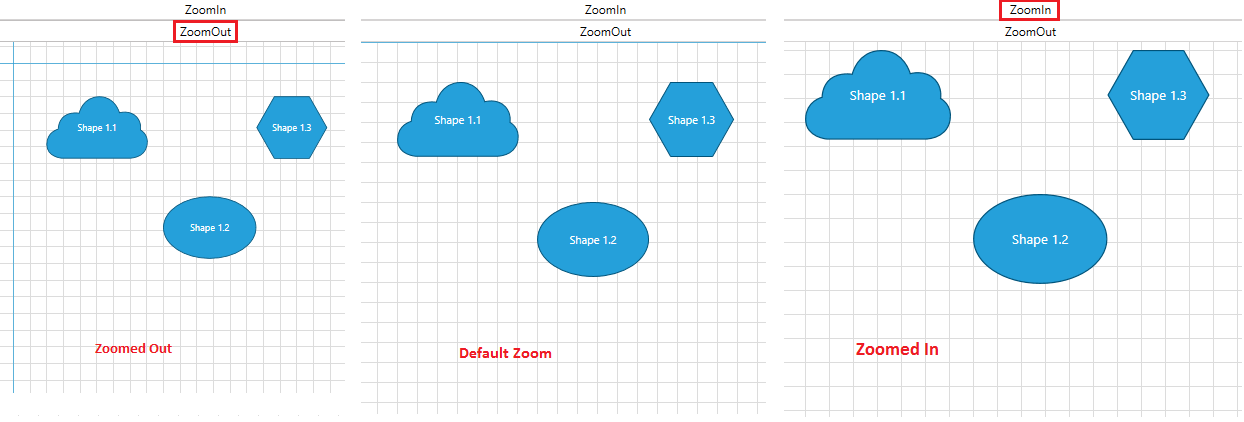 ZoomIn
ZoomOut
Shape 1.1
Shape 1.3
Shape 1.2
Zoomed Out
ZoomIn
ZoomOut
Shape 1.1
Shape 1.3
Shape 1.2
Default Zoom
ZoomIn
ZoomOut
Shape 1.1
Shape 1.3
Shape 1.2
Zoomed In